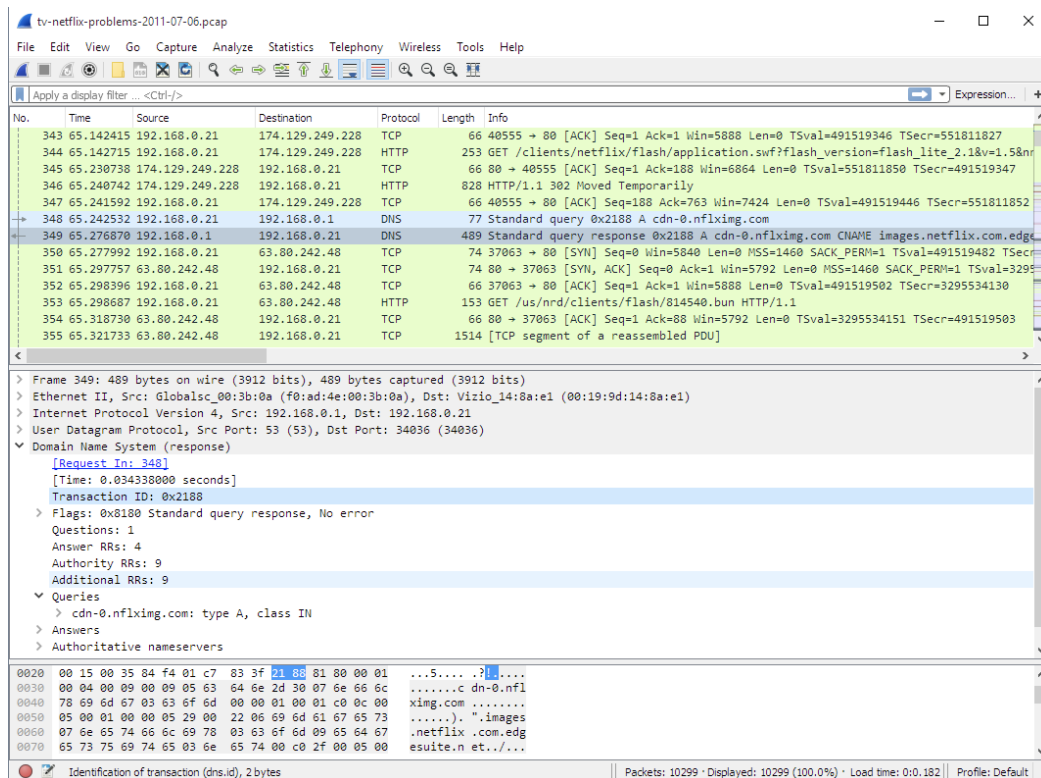 tv-netflix-problems-2011-07-06.pcap
File Edit View Go Capture Analyze Statistics Telephony Wireless Tools Help
Apply a display filter ... <Ctrl-/> Expression... +
No. Time Source Destination Protocol Length Info
343 65.142415 192.168.0.21 174.129.249.228 TCP 66 40555 → 80 [ACK] Seq=1 Ack=1 Win=5888 Len=0 TSval=491519346 TSecr=551811827
344 65.142715 192.168.0.21 174.129.249.228 HTTP 253 GET /clients/netflix/flash/application.swf?flash_version=flash_lite_2.1&v=1.5&nr
345 65.230738 174.129.249.228 192.168.0.21 TCP 66 80 → 40555 [ACK] Seq=1 Ack=188 Win=6864 Len=0 TSval=551811850 TSecr=491519347
346 65.240742 174.129.249.228 192.168.0.21 HTTP 828 HTTP/1.1 302 Moved Temporarily
347 65.241592 192.168.0.21 174.129.249.228 TCP 66 40555 → 80 [ACK] Seq=188 Ack=763 Win=7424 Len=0 TSval=491519446 TSecr=551811852
348 65.242532 192.168.0.21 192.168.0.1 DNS 77 Standard query 0x2188 A cdn-0.nflximg.com
349 65.276870 192.168.0.1 192.168.0.21 DNS 489 Standard query response 0x2188 A cdn-0.nflximg.com CNAME images.netflix.com.edge
350 65.277992 192.168.0.21 63.80.242.48 TCP 74 37063 → 80 [SYN] Seq=0 Win=5840 Len=0 MSS=1460 SACK_PERM=1 TSval=491519482 TSecr
351 65.297757 63.80.242.48 192.168.0.21 TCP 74 80 → 37063 [SYN, ACK] Seq=0 Ack=1 Win=5792 Len=0 MSS=1460 SACK_PERM=1 TSval=3295
352 65.298396 192.168.0.21 63.80.242.48 TCP 66 37063 → 80 [ACK] Seq=1 Ack=1 Win=5888 Len=0 TSval=491519502 TSecr=3295534130
353 65.298687 192.168.0.21 63.80.242.48 HTTP 153 GET /us/nrd/clients/flash/814540.bun HTTP/1.1
354 65.318730 63.80.242.48 192.168.0.21 TCP 66 80 → 37063 [ACK] Seq=1 Ack=88 Win=5792 Len=0 TSval=3295534151 TSecr=491519503
355 65.321733 63.80.242.48 192.168.0.21 TCP 1514 [TCP segment of a reassembled PDU]
> Frame 349: 489 bytes on wire (3912 bits), 489 bytes captured (3912 bits)
> Ethernet II, Src: Globalsc_00:3b:0a (f0:ad:4e:00:3b:0a), Dst: Vizio_14:8a:e1 (00:19:9d:14:8a:e1)
> Internet Protocol Version 4, Src: 192.168.0.1, Dst: 192.168.0.21
> User Datagram Protocol, Src Port: 53 (53), Dst Port: 34036 (34036)
Domain Name System (response)
[Request In: 348]
[Time: 0.034338000 seconds]
Transaction ID: 0x2188
> Flags: 0x8180 Standard query response, No error
Questions: 1
Answer RRs: 4
Authority RRs: 9
Additional RRs: 9
Queries
> cdn-0.nflximg.com: type A, class IN
> Answers
> Authoritative nameservers
0020 00 15 00 35 84 f4 01 c7 83 3f 21 88 81 80 00 01 ...5.... .?!.....
0030 00 04 00 09 00 09 05 63 64 6e 2d 30 07 6e 66 6c .......c dn-0.nfl
0040 78 69 6d 67 03 63 6f 6d 00 00 01 00 01 c0 0c 00 ximg.com ........
0050 05 00 01 00 00 05 29 00 22 06 69 6d 61 67 65 73 ......). ".images
0060 07 6e 65 74 66 6c 69 78 03 63 6f 6d 09 65 64 67 .netflix .com.edg
0070 65 73 75 69 74 65 03 6e 65 74 00 c0 2f 00 05 00 esuite.n et../...
Identification of transaction (dns.id), 2 bytes Packets: 10299 · Displayed: 10299 (100.0%) · Load time: 0:0.182 Profile: Default